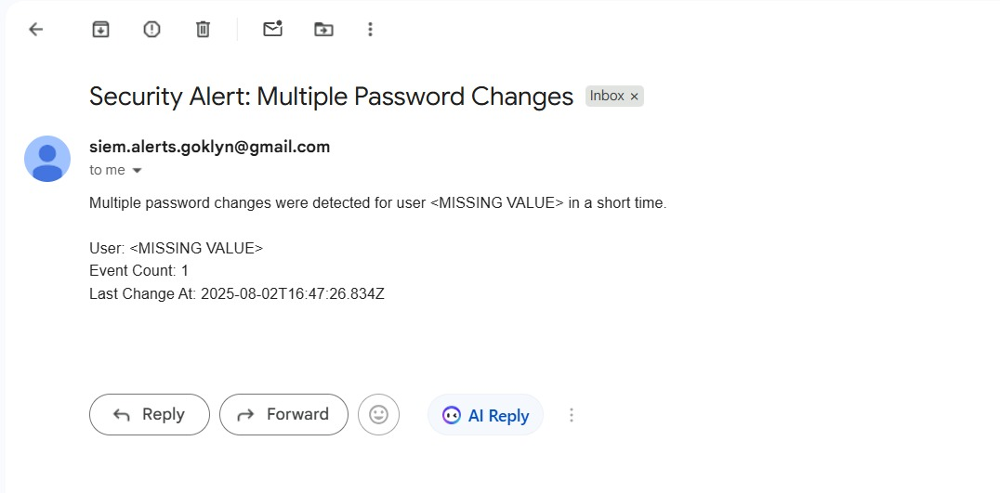 Security Alert: Multiple Password Changes Inbox ×
siem.alerts.goklyn@gmail.com
to me
Multiple password changes were detected for user <MISSING VALUE> in a short time.
User: <MISSING VALUE>
Event Count: 1
Last Change At: 2025-08-02T16:47:26.834Z
Reply Forward AI Reply